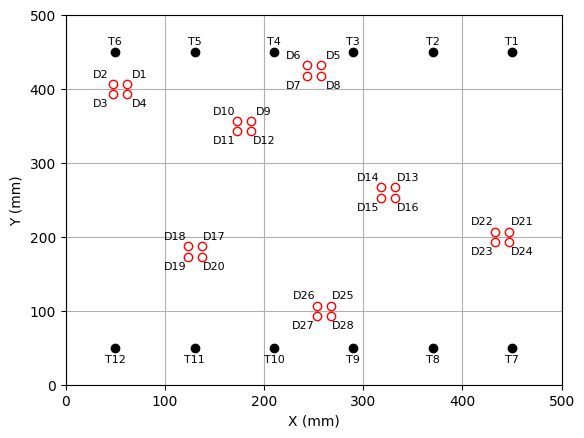 500
T6 T5 T4 T3 T2 T1
D6 D5
D2 D1
D7 D8
400
D3 D4
D10 D9
D11 D12
300
D14 D13
Y (mm)
D15 D16
D22 D21
200
D18 D17
D23 D24
D19 D20
D26 D25
100
D27 D28
T12 T11 T10 T9 T8 T7
0
0 100 200 300 400 500
X (mm)